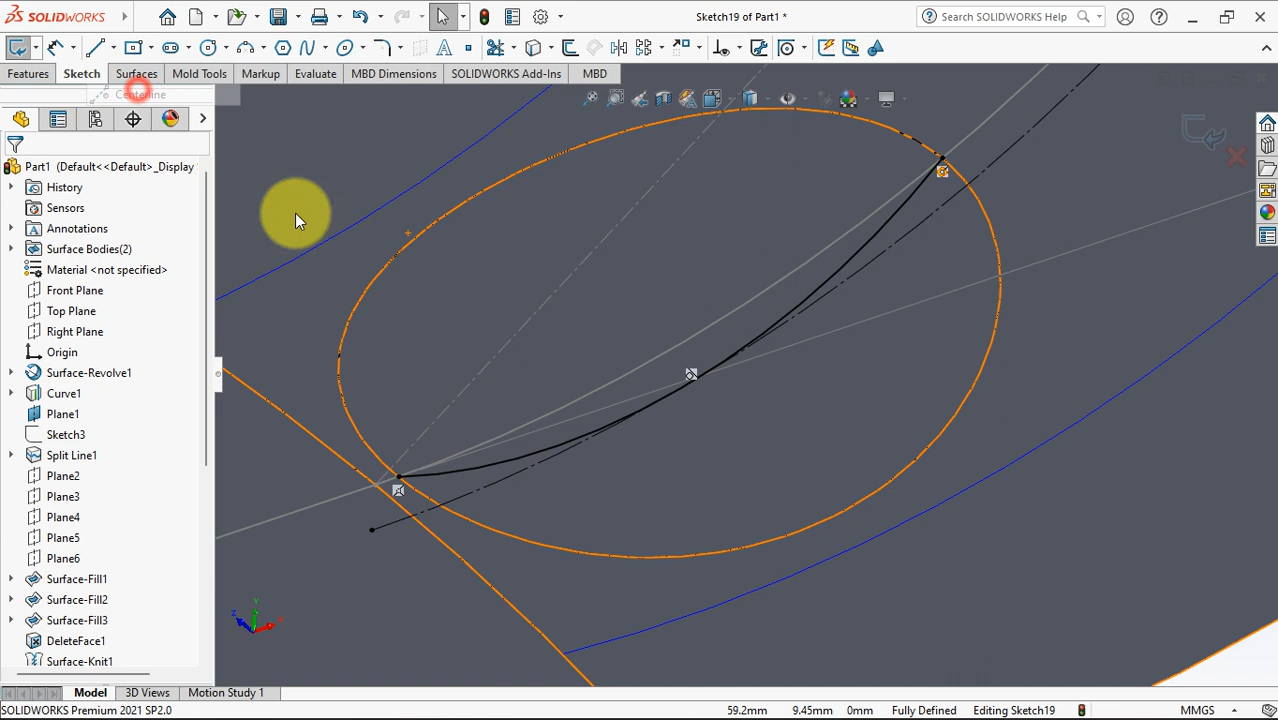 SOLIDWORKS
Sketch19 of Part1 *
Search SOLIDWORKS Help
Features
Sketch
Surfaces
Mold Tools
Markup
Evaluate
MBD Dimensions
SOLIDWORKS Add-Ins
MBD
Centerline
Part1 (Default<<Default>_Display
History
Sensors
Annotations
Surface Bodies(2)
Material <not specified>
Front Plane
Top Plane
Right Plane
Origin
Surface-Revolve1
Curve1
Plane1
Sketch3
Split Line1
Plane2
Plane3
Plane4
Plane5
Plane6
Surface-Fill1
Surface-Fill2
Surface-Fill3
DeleteFace1
Surface-Knit1
Y
Z
X
Model
3D Views
Motion Study 1
SOLIDWORKS Premium 2021 SP2.0
59.2mm
9.45mm
0mm
Fully Defined
Editing Sketch19
MMGS